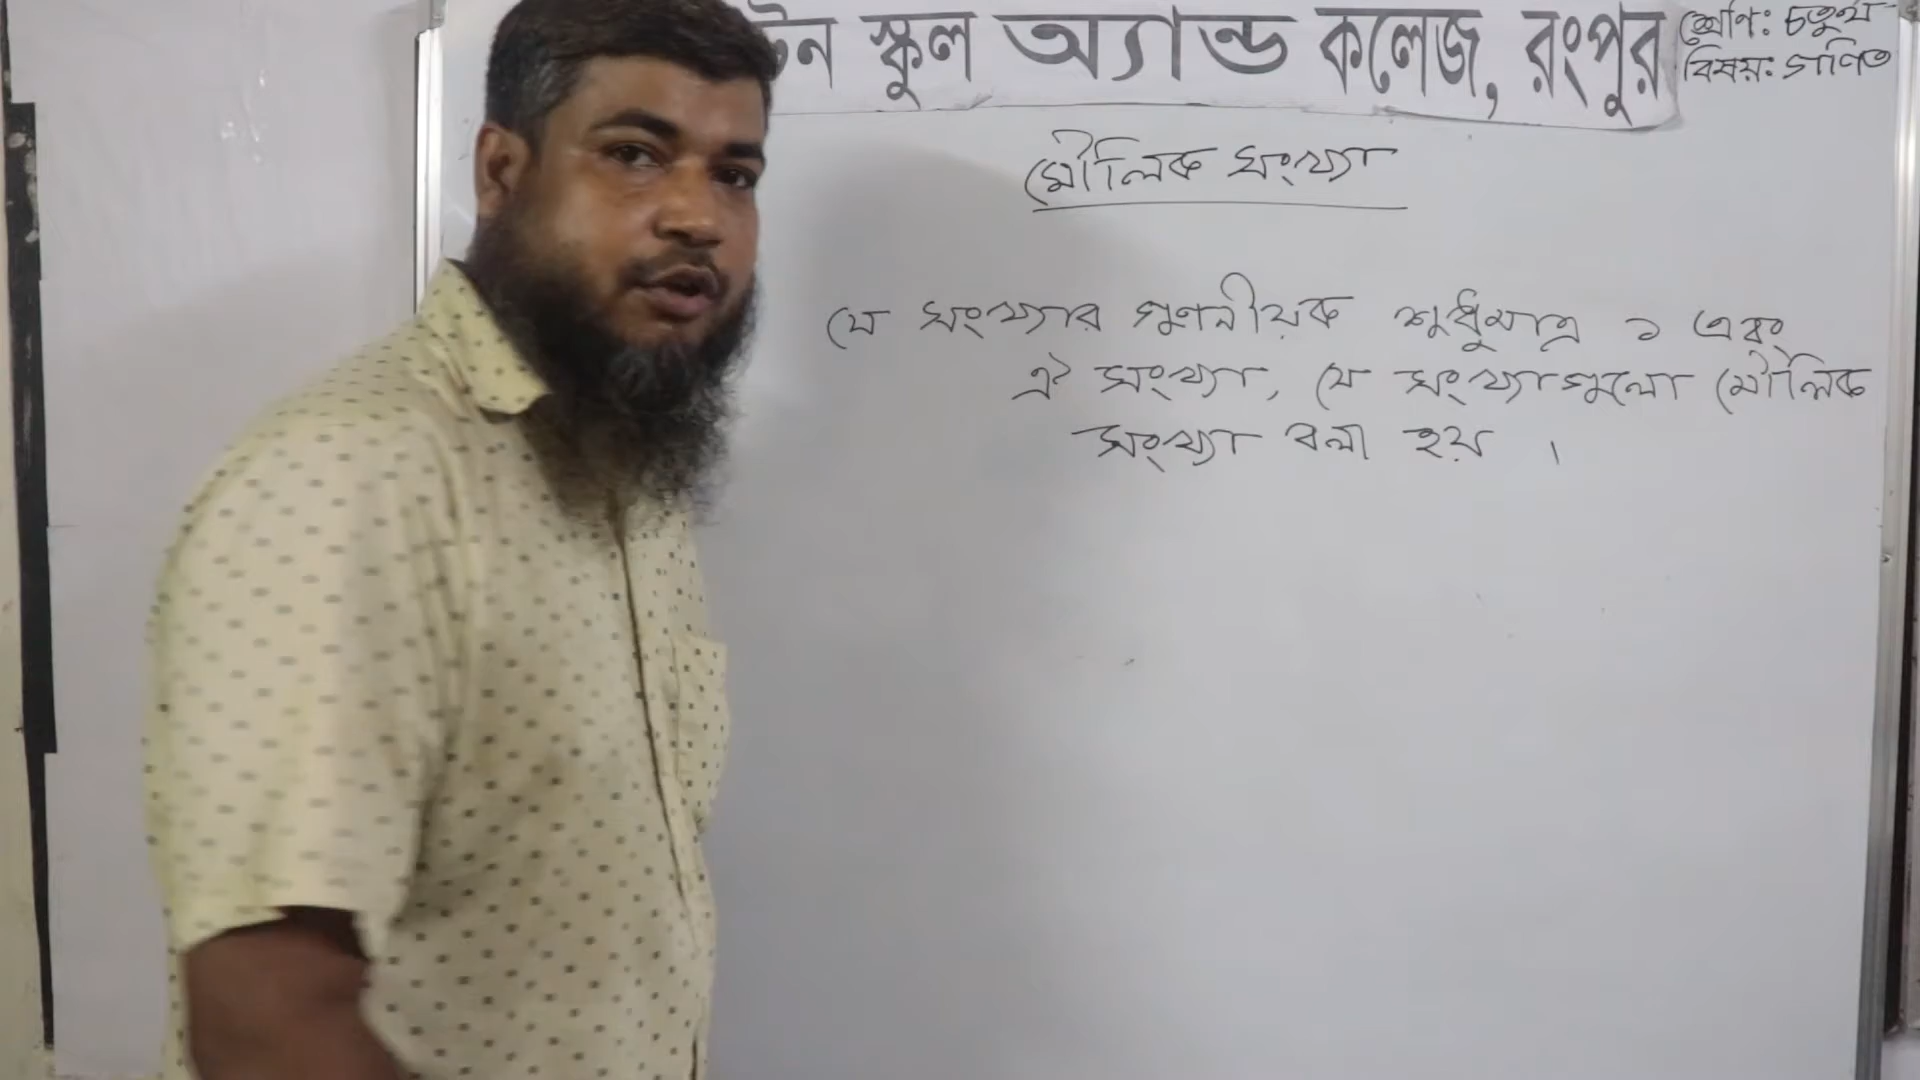 টন স্কুল অ্যান্ড কলেজ, রংপুর
শ্রেণি: চতুর্থ
বিষয়: গণিত
মৌলিক সংখ্যা
যে সংখ্যার গুণনীয়ক শুধুমাত্র ১ এবং
ঐ সংখ্যা, যে সংখ্যাগুলো মৌলিক
সংখ্যা বলা হয় ।